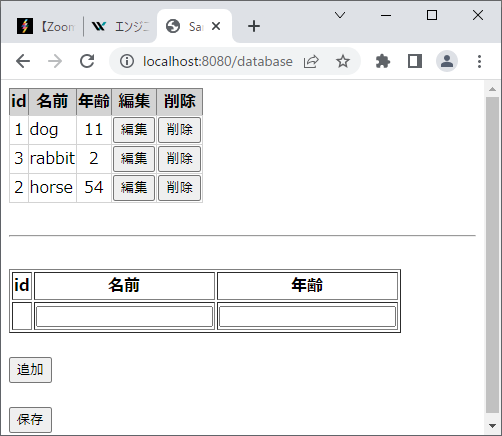 【Zoom
エンジニ
Sa
localhost:8080/database
id 名前 年齢 編集 削除
1 dog 11 編集 削除
3 rabbit 2 編集 削除
2 horse 54 編集 削除
id 名前 年齢
追加
保存